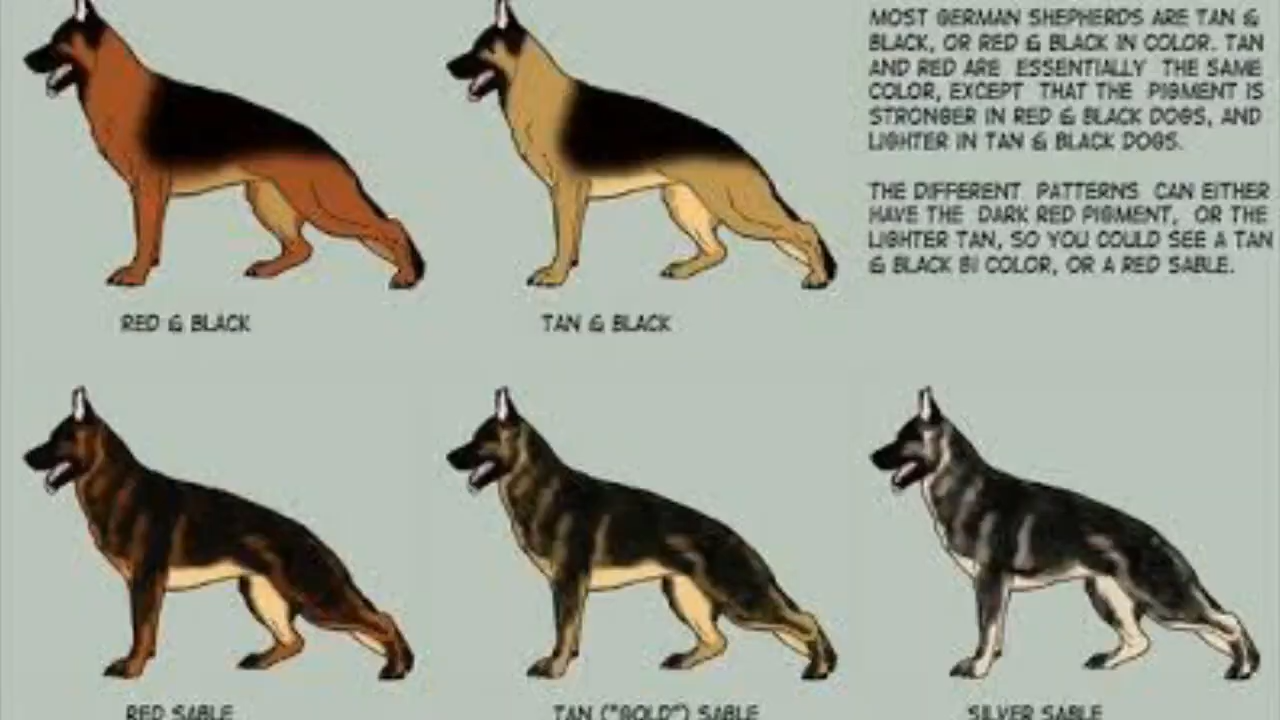 MOST GERMAN SHEPHERDS ARE TAN &
BLACK, OR RED & BLACK IN COLOR. TAN
AND RED ARE ESSENTIALLY THE SAME
COLOR, EXCEPT THAT THE PIGMENT IS
STRONGER IN RED & BLACK DOGS, AND
LIGHTER IN TAN & BLACK DOGS.
THE DIFFERENT PATTERNS CAN EITHER
HAVE THE DARK RED PIGMENT, OR THE
LIGHTER TAN, SO YOU COULD SEE A TAN
& BLACK BI COLOR, OR A RED SABLE.
RED & BLACK
TAN & BLACK
RED SABLE
TAN ("GOLD") SABLE
SILVER SABLE